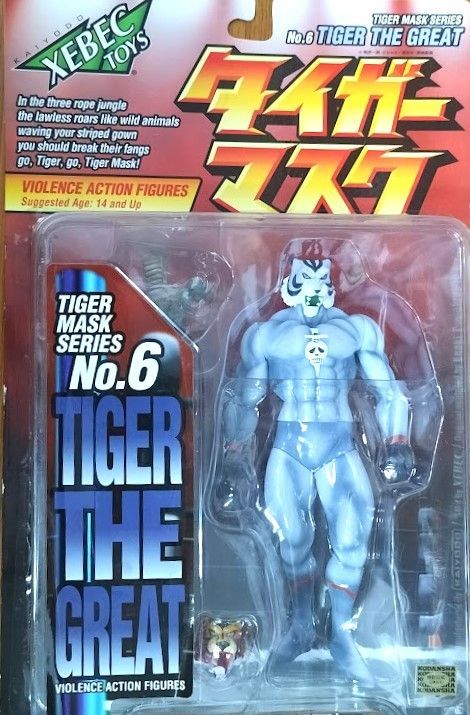 KAIYODO
XEBEC
TOYS
TIGER MASK SERIES
No.6 TIGER THE GREAT
タイガー
マスク
In the three rope jungle
the lawless roars like wild animals
waving your striped gown
you should break their fangs
go, Tiger, go, Tiger Mask!
VIOLENCE ACTION FIGURES
Suggested Age: 14 and Up
TIGER
MASK
SERIES
No.6
TIGER
THE
GREAT
VIOLENCE ACTION FIGURES
KODANSHA